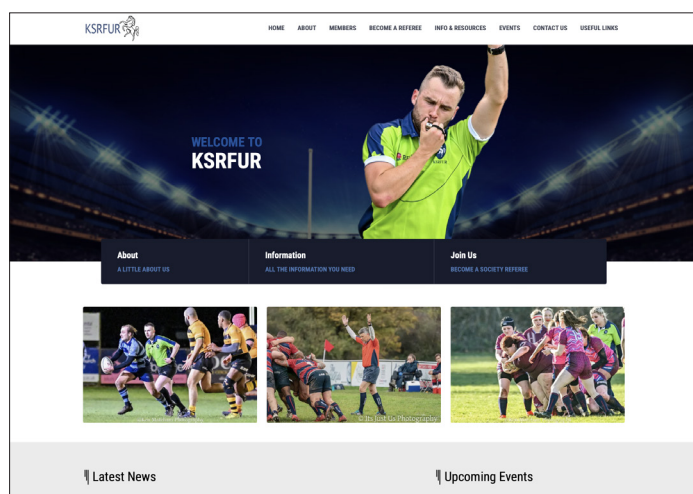 KSRFUR
HOME ABOUT MEMBERS BECOME A REFEREE INFO & RESOURCES EVENTS CONTACT US USEFUL LINKS
WELCOME TO
KSRFUR
About
A LITTLE ABOUT US
Information
ALL THE INFORMATION YOU NEED
Join Us
BECOME A SOCIETY REFEREE
© Its Just Us Photography
Latest News
Upcoming Events